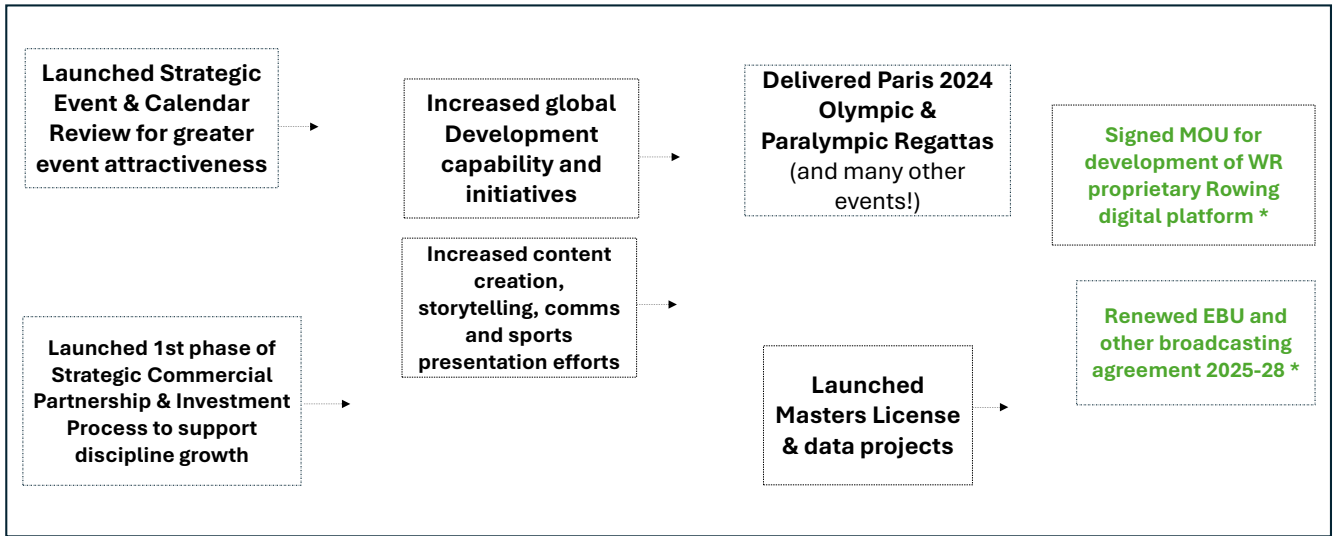 Launched Strategic
Event & Calendar
Review for greater
event attractiveness
Launched 1st phase of
Strategic Commercial
Partnership & Investment
Process to support
discipline growth
Increased global
Development
capability and
initiatives
Increased content
creation,
storytelling, comms
and sports
presentation efforts
Delivered Paris 2024
Olympic &
Paralympic Regattas
(and many other
events!)
Launched
Masters License
& data projects
Signed MOU for
development of WR
proprietary Rowing
digital platform *
Renewed EBU and
other broadcasting
agreement 2025-28 *